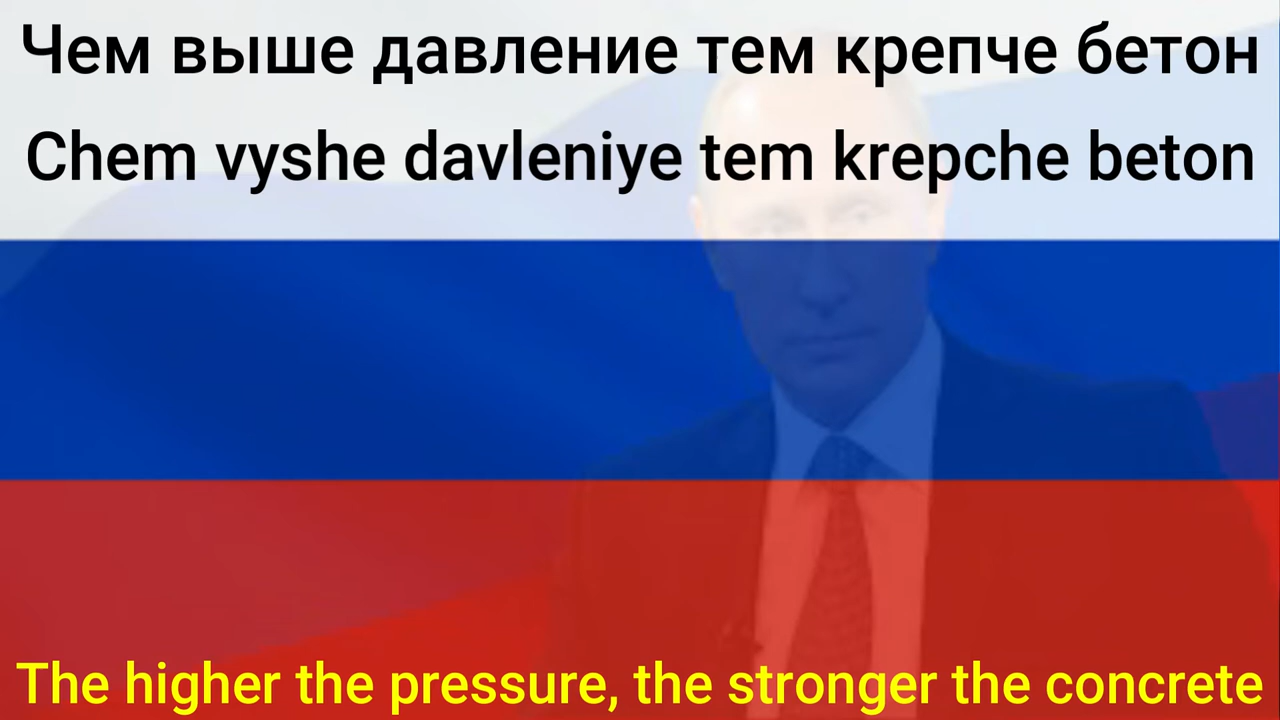 Чем выше давление тем крепче бетон
Chem vyshe davleniye tem krepche beton
The higher the pressure, the stronger the concrete